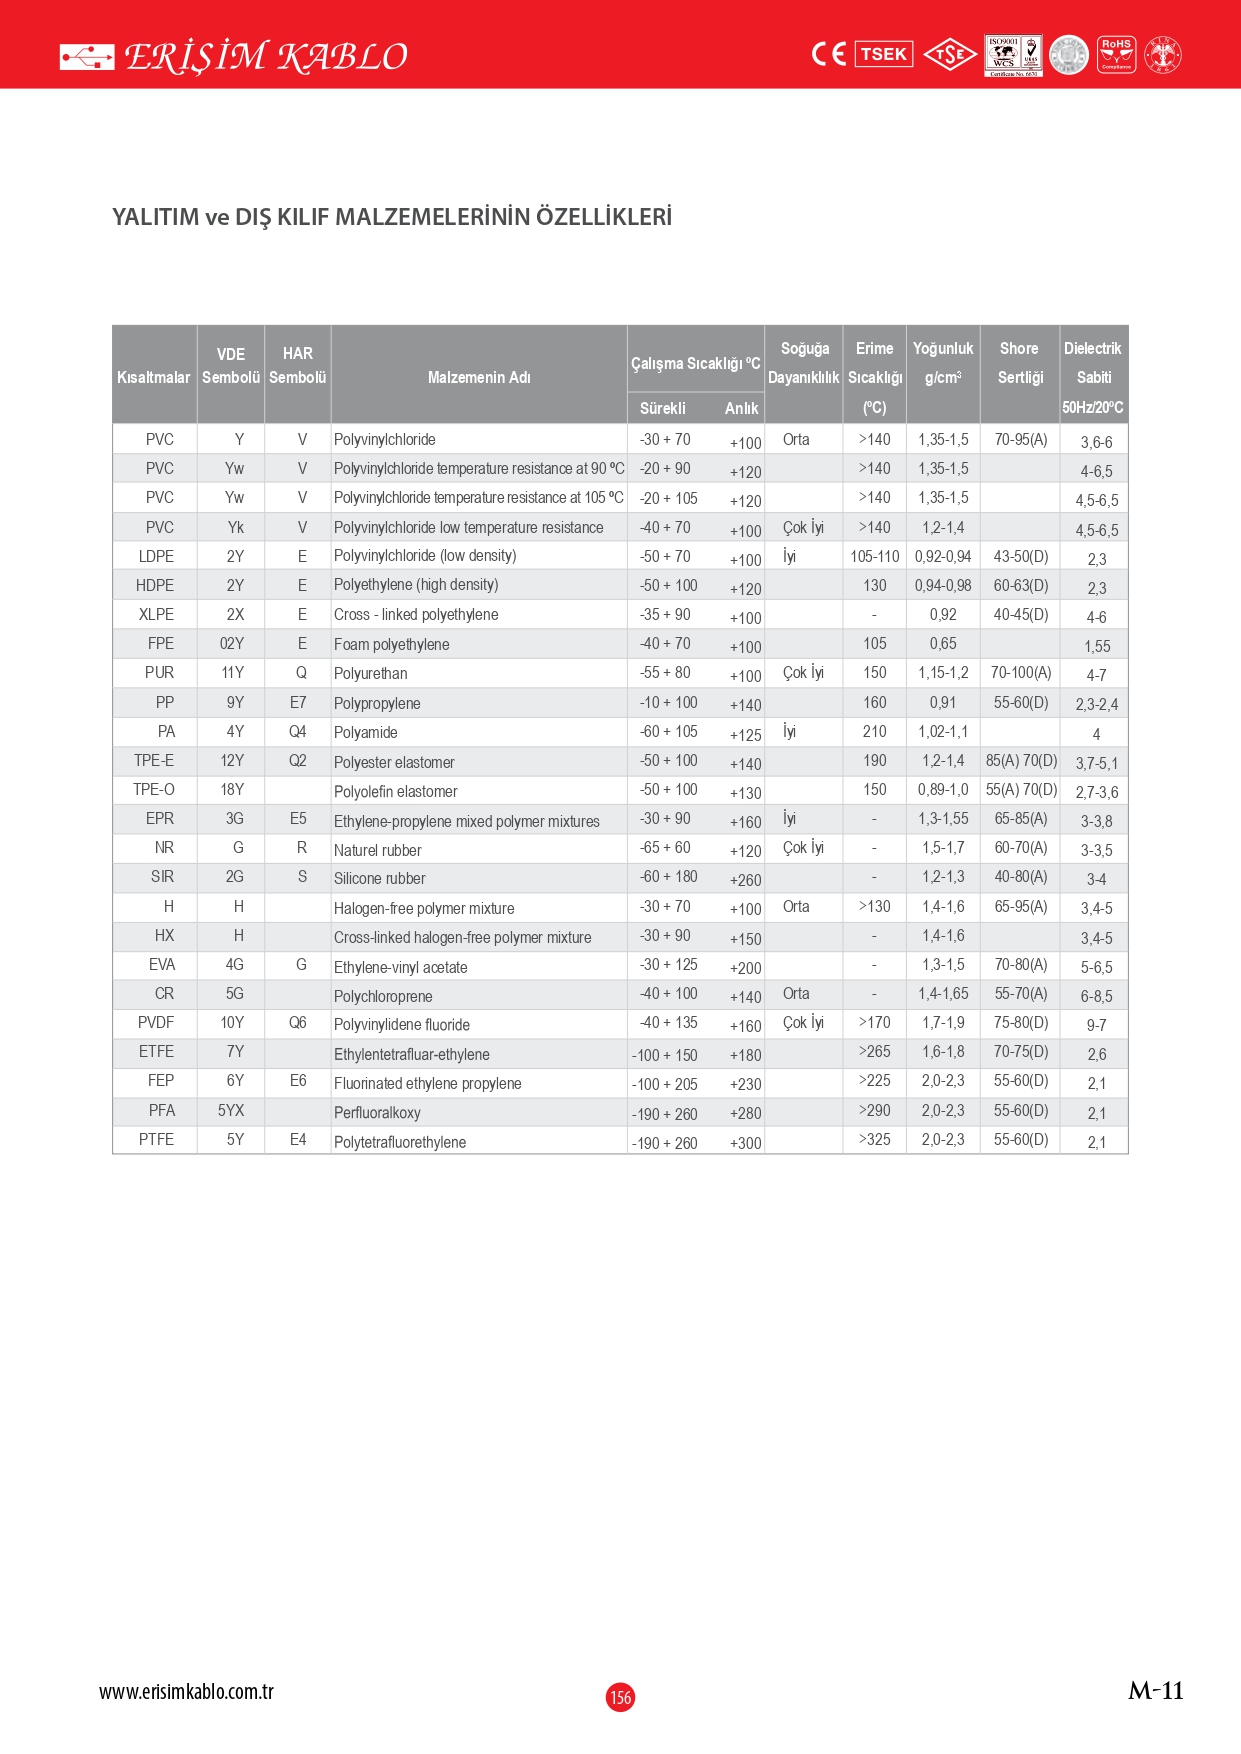 ERİŞİM KABLO
CE TSEK TSE ISO9001 WCS UKAS Certificate No. 6670 RoHS Compliance
YALITIM ve DIŞ KILIF MALZEMELERİNİN ÖZELLİKLERİ
Kısaltmalar VDE Sembolü HAR Sembolü Malzemenin Adı Çalışma Sıcaklığı ºC Sürekli Anlık Soğuğa Dayanıklılık Erime Sıcaklığı (ºC) Yoğunluk g/cm³ Shore Sertliği Dielectrik Sabiti 50Hz/20ºC
PVC Y V Polyvinylchloride -30 + 70 +100 Orta >140 1,35-1,5 70-95(A) 3,6-6
PVC Yw V Polyvinylchloride temperature resistance at 90 ºC -20 + 90 +120 >140 1,35-1,5 4-6,5
PVC Yw V Polyvinylchloride temperature resistance at 105 ºC -20 + 105 +120 >140 1,35-1,5 4,5-6,5
PVC Yk V Polyvinylchloride low temperature resistance -40 + 70 +100 Çok İyi >140 1,2-1,4 4,5-6,5
LDPE 2Y E Polyvinylchloride (low density) -50 + 70 +100 İyi 105-110 0,92-0,94 43-50(D) 2,3
HDPE 2Y E Polyethylene (high density) -50 + 100 +120 130 0,94-0,98 60-63(D) 2,3
XLPE 2X E Cross - linked polyethylene -35 + 90 +100 - 0,92 40-45(D) 4-6
FPE 02Y E Foam polyethylene -40 + 70 +100 105 0,65 1,55
PUR 11Y Q Polyurethan -55 + 80 +100 Çok İyi 150 1,15-1,2 70-100(A) 4-7
PP 9Y E7 Polypropylene -10 + 100 +140 160 0,91 55-60(D) 2,3-2,4
PA 4Y Q4 Polyamide -60 + 105 +125 İyi 210 1,02-1,1 4
TPE-E 12Y Q2 Polyester elastomer -50 + 100 +140 190 1,2-1,4 85(A) 70(D) 3,7-5,1
TPE-O 18Y Polyolefin elastomer -50 + 100 +130 150 0,89-1,0 55(A) 70(D) 2,7-3,6
EPR 3G E5 Ethylene-propylene mixed polymer mixtures -30 + 90 +160 İyi - 1,3-1,55 65-85(A) 3-3,8
NR G R Naturel rubber -65 + 60 +120 Çok İyi - 1,5-1,7 60-70(A) 3-3,5
SIR 2G S Silicone rubber -60 + 180 +260 - 1,2-1,3 40-80(A) 3-4
H H Halogen-free polymer mixture -30 + 70 +100 Orta >130 1,4-1,6 65-95(A) 3,4-5
HX H Cross-linked halogen-free polymer mixture -30 + 90 +150 - 1,4-1,6 3,4-5
EVA 4G G Ethylene-vinyl acetate -30 + 125 +200 - 1,3-1,5 70-80(A) 5-6,5
CR 5G Polychloroprene -40 + 100 +140 Orta - 1,4-1,65 55-70(A) 6-8,5
PVDF 10Y Q6 Polyvinylidene fluoride -40 + 135 +160 Çok İyi >170 1,7-1,9 75-80(D) 9-7
ETFE 7Y Ethylentetrafluar-ethylene -100 + 150 +180 >265 1,6-1,8 70-75(D) 2,6
FEP 6Y E6 Fluorinated ethylene propylene -100 + 205 +230 >225 2,0-2,3 55-60(D) 2,1
PFA 5YX Perfluoralkoxy -190 + 260 +280 >290 2,0-2,3 55-60(D) 2,1
PTFE 5Y E4 Polytetrafluorethylene -190 + 260 +300 >325 2,0-2,3 55-60(D) 2,1
www.erisimkablo.com.tr 156 M-11